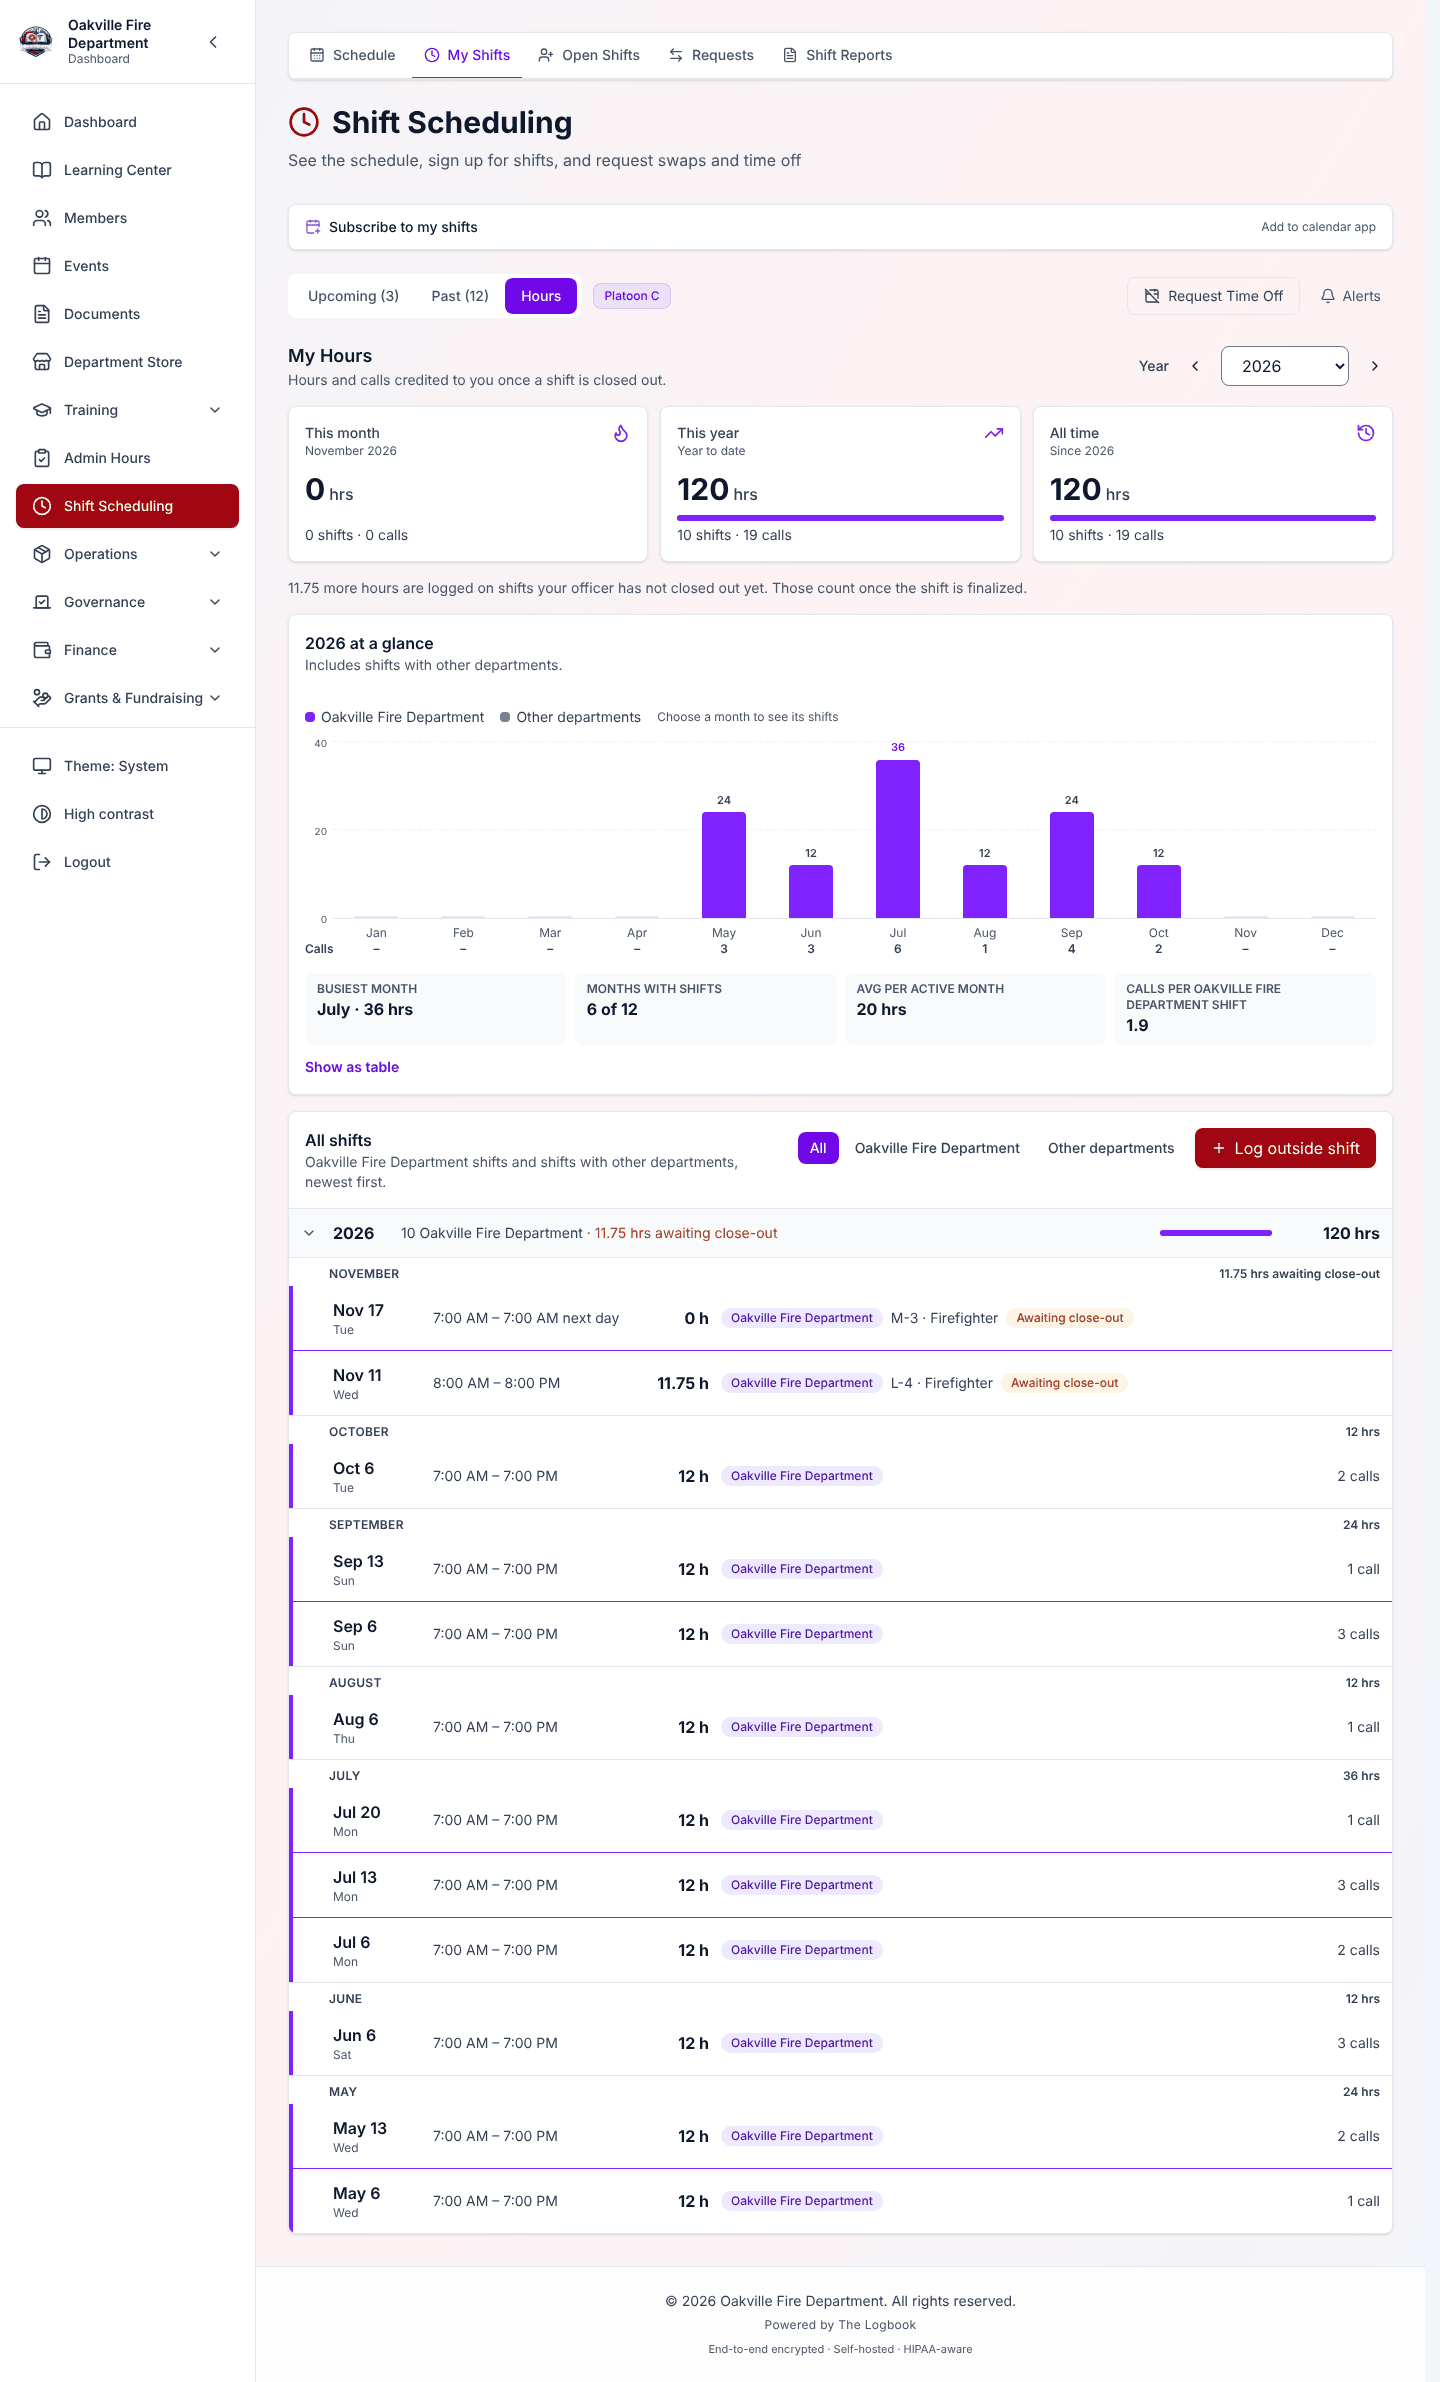 Oakville Fire
Department
Dashboard
Dashboard
Learning Center
Members
Events
Documents
Department Store
Training
Admin Hours
Shift Scheduling
Operations
Governance
Finance
Grants & Fundraising
Theme: System
High contrast
Logout
Schedule My Shifts Open Shifts Requests Shift Reports
Shift Scheduling
See the schedule, sign up for shifts, and request swaps and time off
Subscribe to my shifts Add to calendar app
Upcoming (3) Past (12) Hours Platoon C Request Time Off Alerts
My Hours
Hours and calls credited to you once a shift is closed out.
Year 2026
This month
November 2026
0 hrs
0 shifts · 0 calls
This year
Year to date
120 hrs
10 shifts · 19 calls
All time
Since 2026
120 hrs
10 shifts · 19 calls
11.75 more hours are logged on shifts your officer has not closed out yet. Those count once the shift is finalized.
2026 at a glance
Includes shifts with other departments.
Oakville Fire Department Other departments Choose a month to see its shifts
40
20
0
24 12 36 12 24 12
Jan Feb Mar Apr May Jun Jul Aug Sep Oct Nov Dec
Calls – – – – 3 3 6 1 4 2 – –
BUSIEST MONTH
July · 36 hrs
MONTHS WITH SHIFTS
6 of 12
AVG PER ACTIVE MONTH
20 hrs
CALLS PER OAKVILLE FIRE
DEPARTMENT SHIFT
1.9
Show as table
All shifts
Oakville Fire Department shifts and shifts with other departments,
newest first.
All Oakville Fire Department Other departments + Log outside shift
2026 10 Oakville Fire Department · 11.75 hrs awaiting close-out 120 hrs
NOVEMBER 11.75 hrs awaiting close-out
Nov 17
Tue
7:00 AM – 7:00 AM next day 0 h Oakville Fire Department M-3 · Firefighter Awaiting close-out
Nov 11
Wed
8:00 AM – 8:00 PM 11.75 h Oakville Fire Department L-4 · Firefighter Awaiting close-out
OCTOBER 12 hrs
Oct 6
Tue
7:00 AM – 7:00 PM 12 h Oakville Fire Department 2 calls
SEPTEMBER 24 hrs
Sep 13
Sun
7:00 AM – 7:00 PM 12 h Oakville Fire Department 1 call
Sep 6
Sun
7:00 AM – 7:00 PM 12 h Oakville Fire Department 3 calls
AUGUST 12 hrs
Aug 6
Thu
7:00 AM – 7:00 PM 12 h Oakville Fire Department 1 call
JULY 36 hrs
Jul 20
Mon
7:00 AM – 7:00 PM 12 h Oakville Fire Department 1 call
Jul 13
Mon
7:00 AM – 7:00 PM 12 h Oakville Fire Department 3 calls
Jul 6
Mon
7:00 AM – 7:00 PM 12 h Oakville Fire Department 2 calls
JUNE 12 hrs
Jun 6
Sat
7:00 AM – 7:00 PM 12 h Oakville Fire Department 3 calls
MAY 24 hrs
May 13
Wed
7:00 AM – 7:00 PM 12 h Oakville Fire Department 2 calls
May 6
Wed
7:00 AM – 7:00 PM 12 h Oakville Fire Department 1 call
© 2026 Oakville Fire Department. All rights reserved.
Powered by The Logbook
End-to-end encrypted · Self-hosted · HIPAA-aware